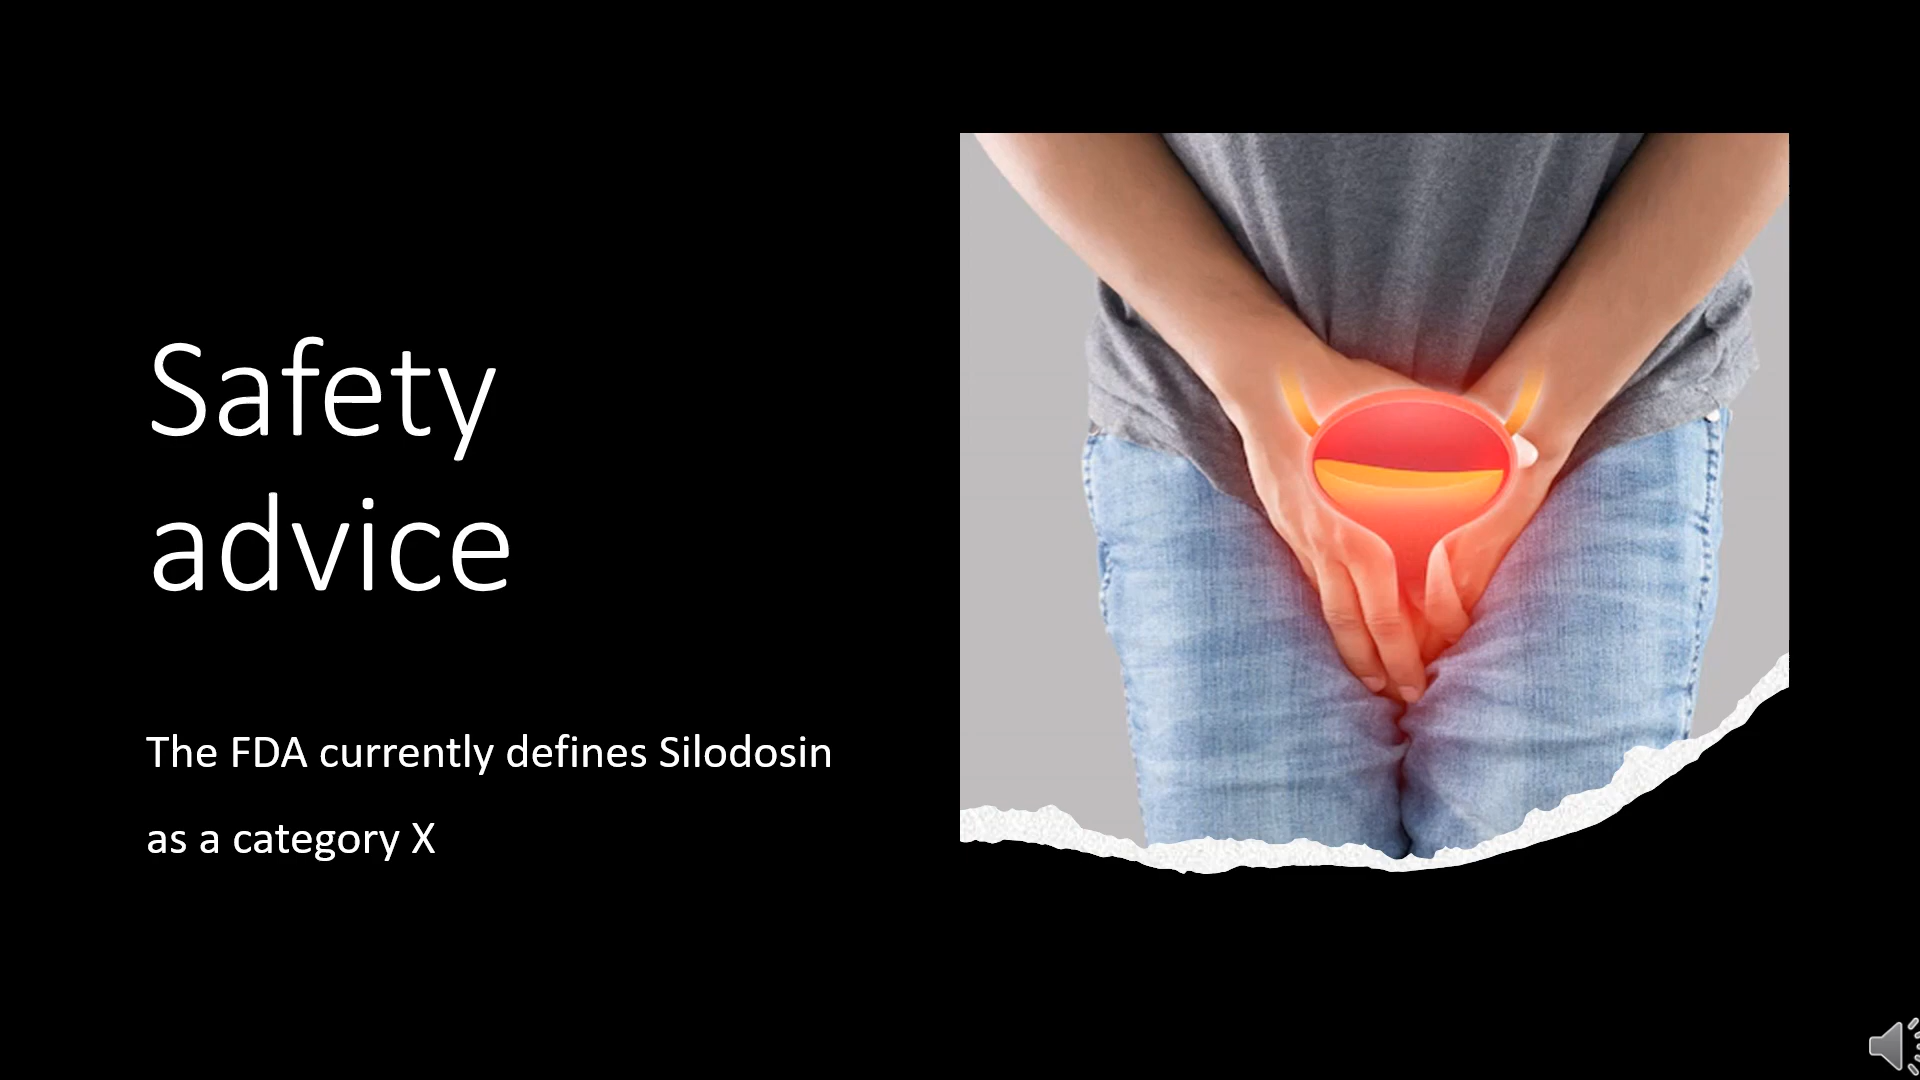 Safety
advice
The FDA currently defines Silodosin
as a category X